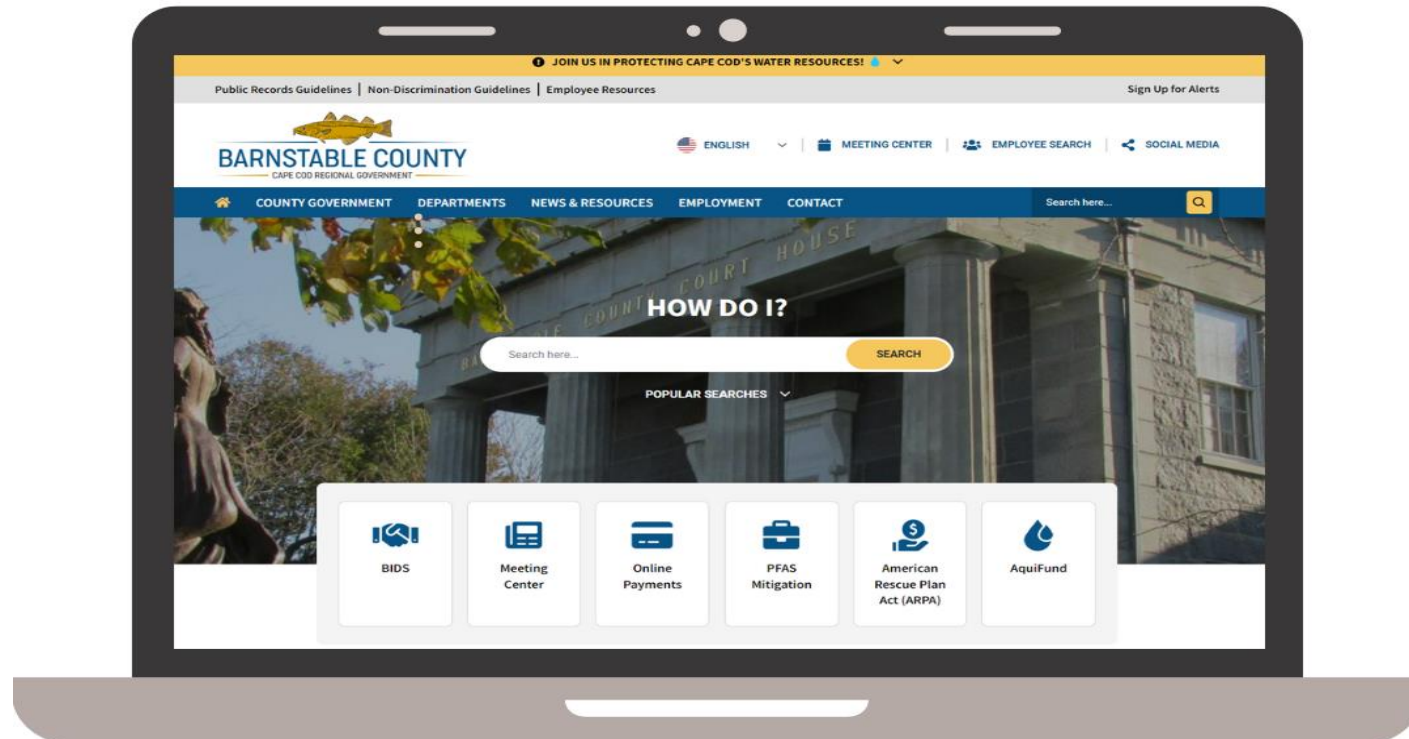 JOIN US IN PROTECTING CAPE COD'S WATER RESOURCES!
Public Records Guidelines | Non-Discrimination Guidelines | Employee Resources
Sign Up for Alerts
BARNSTABLE COUNTY
CAPE COD REGIONAL GOVERNMENT
ENGLISH
MEETING CENTER
EMPLOYEE SEARCH
SOCIAL MEDIA
COUNTY GOVERNMENT
DEPARTMENTS
NEWS & RESOURCES
EMPLOYMENT
CONTACT
Search here...
BARNSTABLE COUNTY COURT HOUSE
HOW DO I?
Search here...
SEARCH
POPULAR SEARCHES
BIDS
Meeting
Center
Online
Payments
PFAS
Mitigation
American
Rescue Plan
Act (ARPA)
AquiFund